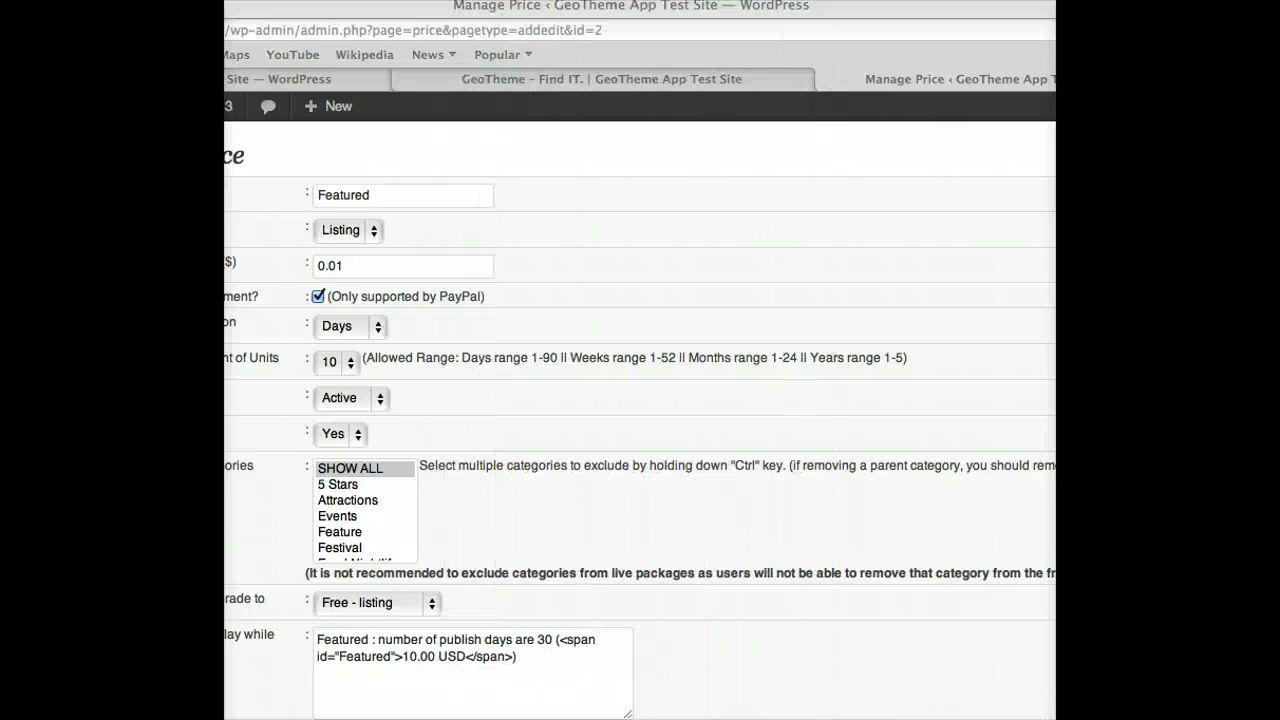 Manage Price ‹ GeoTheme App Test Site — WordPress
/wp-admin/admin.php?page=price&pagetype=addedit&id=2
Maps YouTube Wikipedia News Popular
Site — WordPress GeoTheme - Find IT. | GeoTheme App Test Site Manage Price ‹ GeoTheme App T
3 + New
ce
: Featured
: Listing
($) : 0.01
ment? : (Only supported by PayPal)
on : Days
nt of Units : 10 (Allowed Range: Days range 1-90 || Weeks range 1-52 || Months range 1-24 || Years range 1-5)
: Active
: Yes
ories : SHOW ALL Select multiple categories to exclude by holding down "Ctrl" key. (if removing a parent category, you should rem
5 Stars
Attractions
Events
Feature
Festival
(It is not recommended to exclude categories from live packages as users will not be able to remove that category from the fr
rade to : Free - listing
lay while : Featured : number of publish days are 30 (<span
id="Featured">10.00 USD</span>)